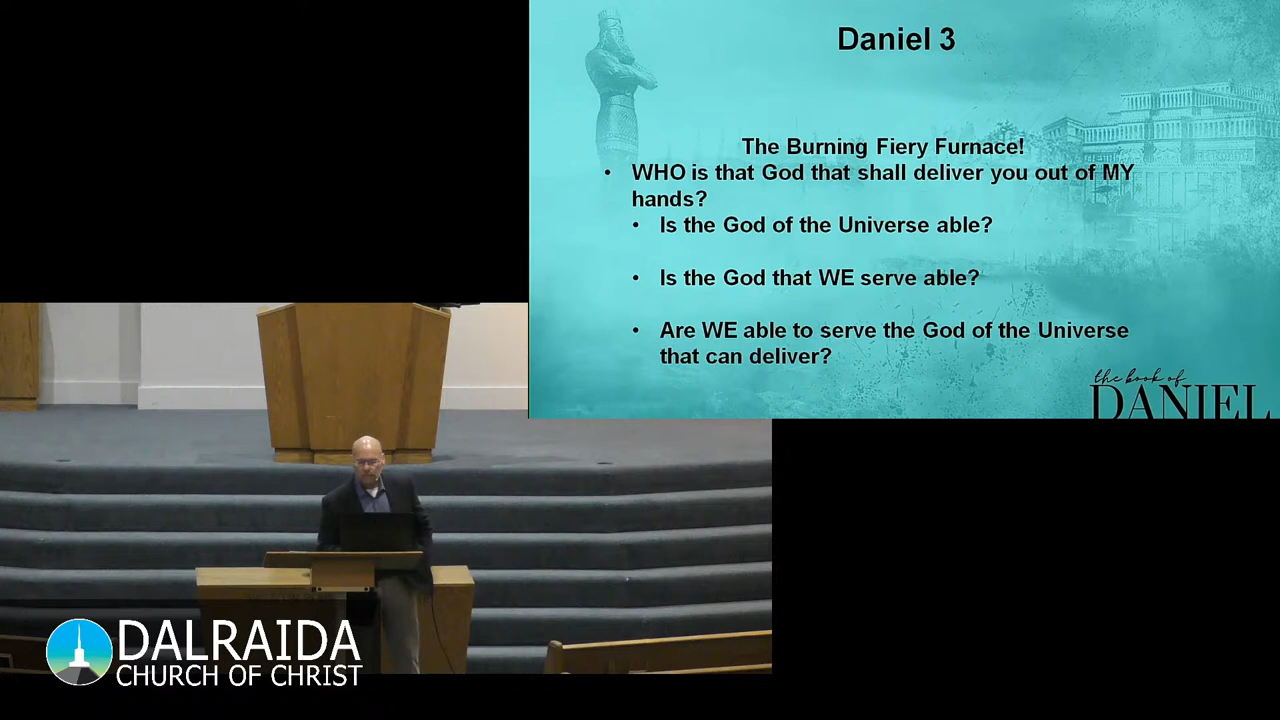 Daniel 3
The Burning Fiery Furnace!
• WHO is that God that shall deliver you out of MY
hands?
• Is the God of the Universe able?
• Is the God that WE serve able?
• Are WE able to serve the God of the Universe
that can deliver?
the book of
DANIEL
DALRAIDA
CHURCH OF CHRIST